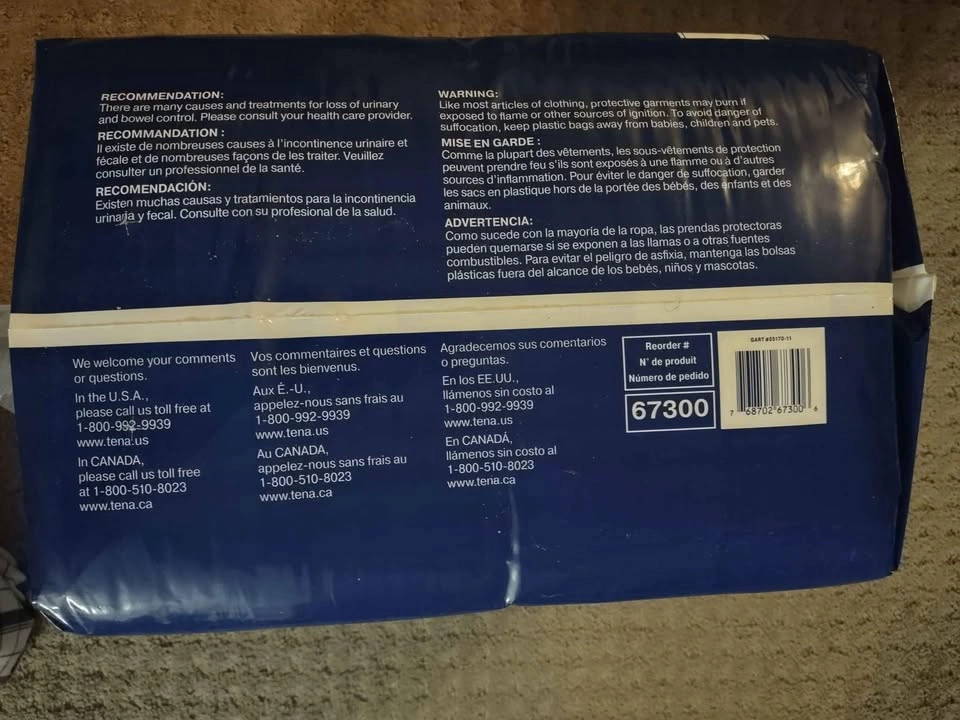 RECOMMENDATION:
There are many causes and treatments for loss of urinary
and bowel control. Please consult your health care provider.
RECOMMANDATION :
Il existe de nombreuses causes à l'incontinence urinaire et
fécale et de nombreuses façons de les traiter. Veuillez
consulter un professionnel de la santé.
RECOMENDACIÓN:
Existen muchas causas y tratamientos para la incontinencia
urinaria y fecal. Consulte con su profesional de la salud.
WARNING:
Like most articles of clothing, protective garments may burn if
exposed to flame or other sources of ignition. To avoid danger of
suffocation, keep plastic bags away from babies, children and pets.
MISE EN GARDE :
Comme la plupart des vêtements, les sous-vêtements de protection
peuvent prendre feu s'ils sont exposés à une flamme ou à d'autres
sources d'inflammation. Pour éviter le danger de suffocation, garder
les sacs en plastique hors de la portée des bébés, des enfants et des
animaux.
ADVERTENCIA:
Como sucede con la mayoría de la ropa, las prendas protectoras
pueden quemarse si se exponen a las llamas o a otras fuentes
combustibles. Para evitar el peligro de asfixia, mantenga las bolsas
plásticas fuera del alcance de los bebés, niños y mascotas.
We welcome your comments
or questions.
In the U.S.A.,
please call us toll free at
1-800-992-9939
www.tena.us
In CANADA,
please call us toll free
at 1-800-510-8023
www.tena.ca
Vos commentaires et questions
sont les bienvenus.
Aux É.-U.,
appelez-nous sans frais au
1-800-992-9939
www.tena.us
Au CANADA,
appelez-nous sans frais au
1-800-510-8023
www.tena.ca
Agradecemos sus comentarios
o preguntas.
En los EE.UU.,
llámenos sin costo al
1-800-992-9939
www.tena.us
En CANADÁ,
llámenos sin costo al
1-800-510-8023
www.tena.ca
Reorder #
N° de produit
Número de pedido
67300
GART #05170-11
7 68702 67300 6